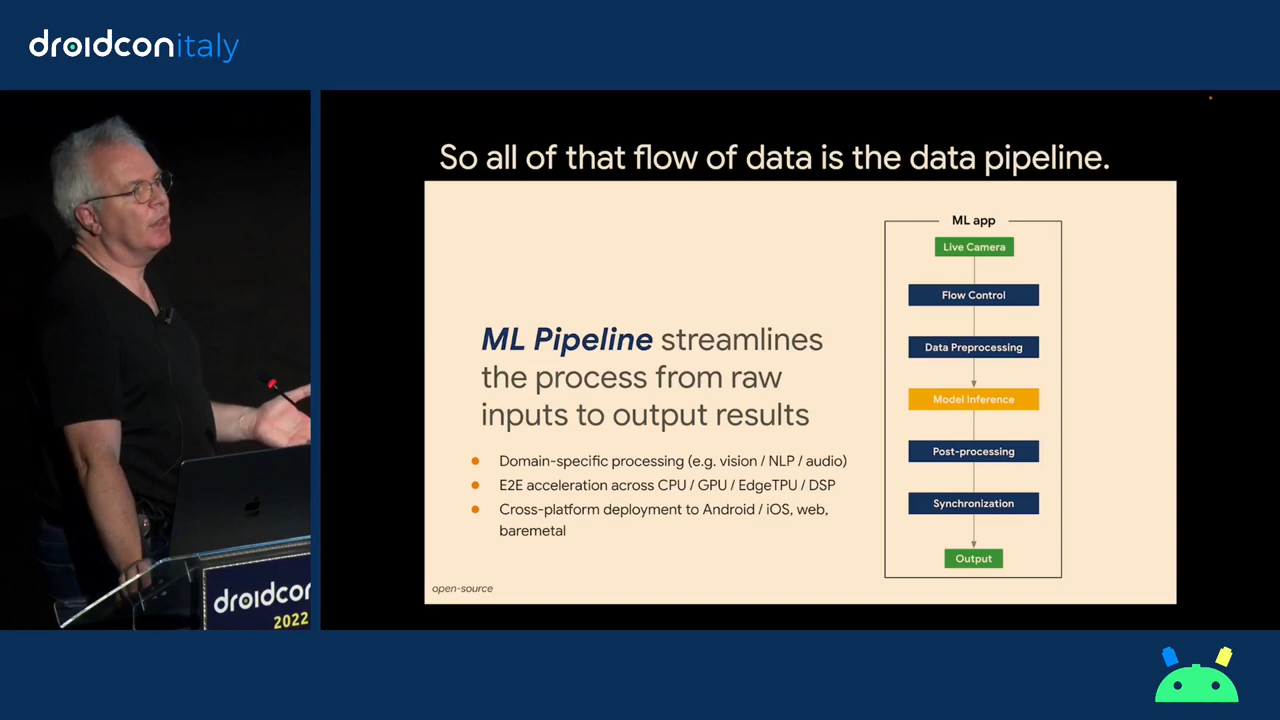 droidconitaly
So all of that flow of data is the data pipeline.
ML Pipeline streamlines
the process from raw
inputs to output results
Domain-specific processing (e.g. vision / NLP / audio)
E2E acceleration across CPU / GPU / EdgeTPU / DSP
Cross-platform deployment to Android / iOS, web,
baremetal
open-source
ML app
Live Camera
Flow Control
Data Preprocessing
Model Inference
Post-processing
Synchronization
Output
droidcon
2022